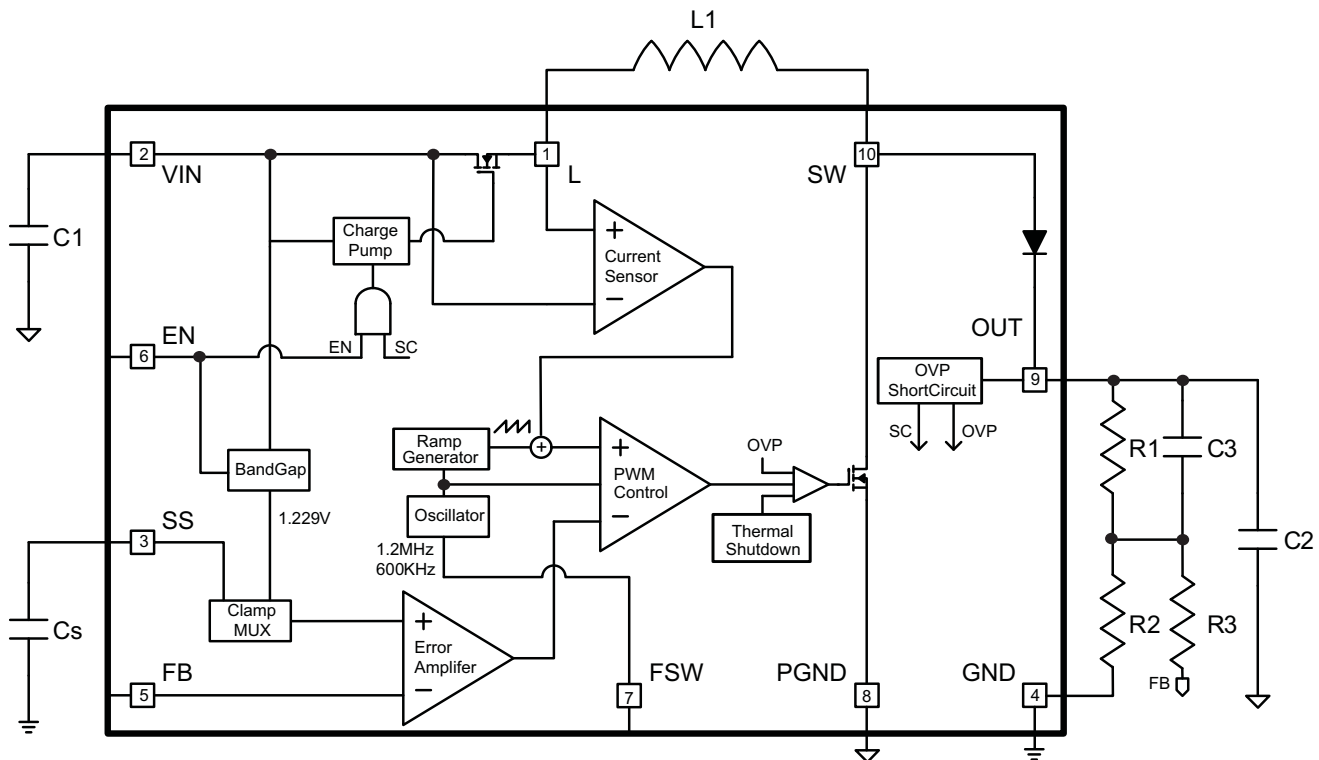 L1
2
VIN
1
L
10
SW
C1
Charge
Pump
+
Current
Sensor
−
EN
6
EN
SC
OUT
9
OVP
ShortCircuit
SC
OVP
Ramp
Generator
+
+
PWM
Control
−
OVP
R1
C3
BandGap
1.229V
Oscillator
1.2MHz
600KHz
Thermal
Shutdown
SS
3
C2
Cs
Clamp
MUX
+
Error
Amplifer
−
R2
R3
FB
5
FSW
7
PGND
8
GND
4
FB